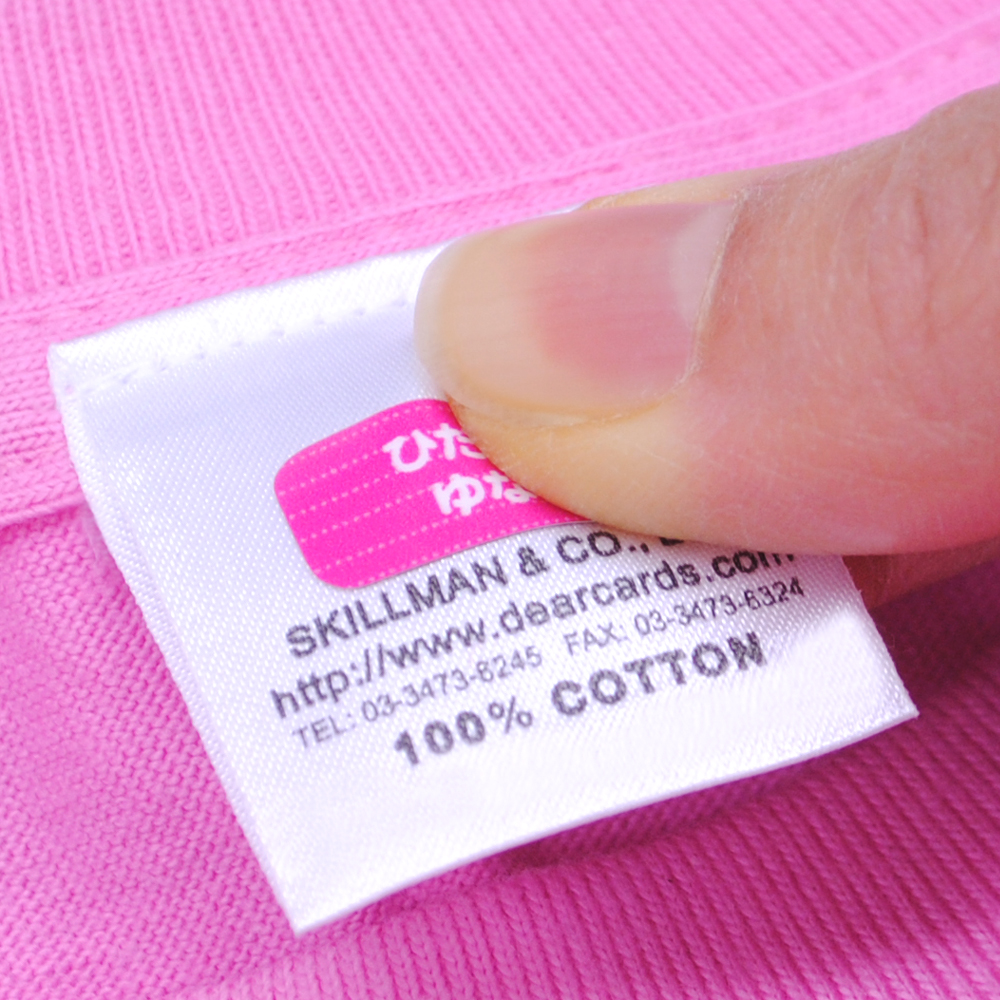 ひだ
ゆな
SKILLMAN & CO.,
http://www.dearcards.com
TEL: 03-3473-6245 FAX: 03-3473-6324
100% COTTON